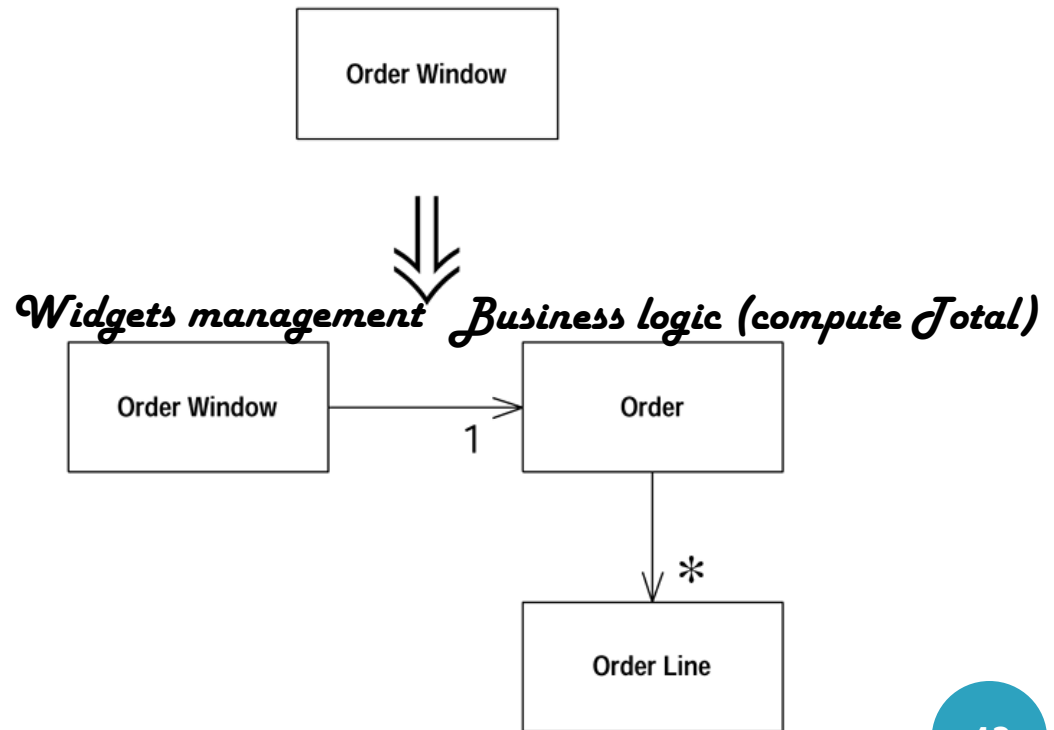 Order Window
Widgets management Business logic (compute Total)
Order Window
Order
1
*
Order Line